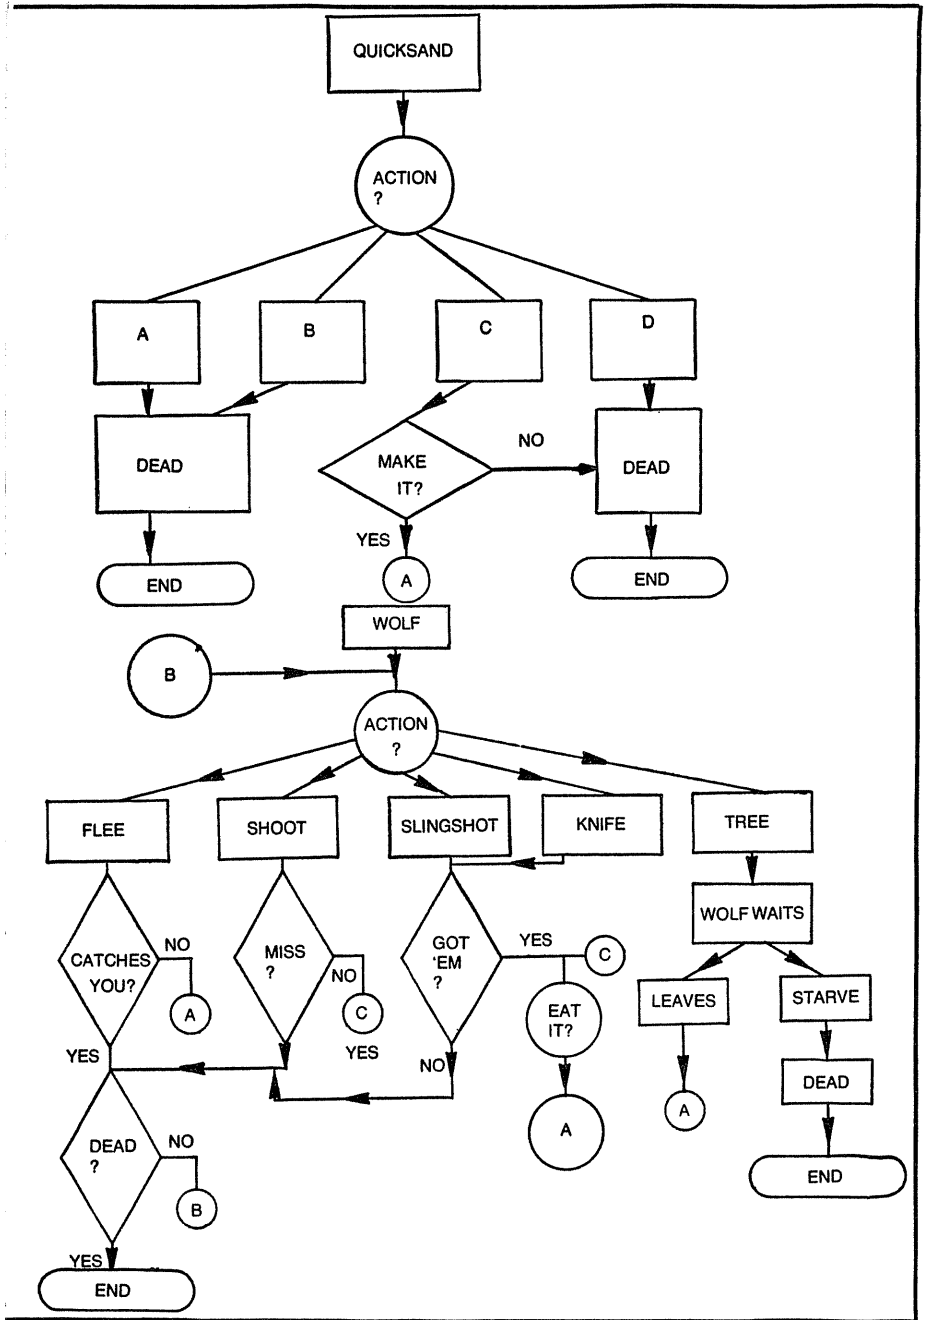 QUICKSAND
ACTION
?
A
B
C
D
DEAD
MAKE
IT?
NO
DEAD
YES
END
A
END
WOLF
B
ACTION
?
FLEE
SHOOT
SLINGSHOT
KNIFE
TREE
WOLF WAITS
CATCHES
YOU?
NO
A
MISS
?
NO
C
YES
GOT
'EM
?
YES
C
EAT
IT?
A
LEAVES
STARVE
A
DEAD
END
YES
NO
DEAD
?
NO
B
YES
END